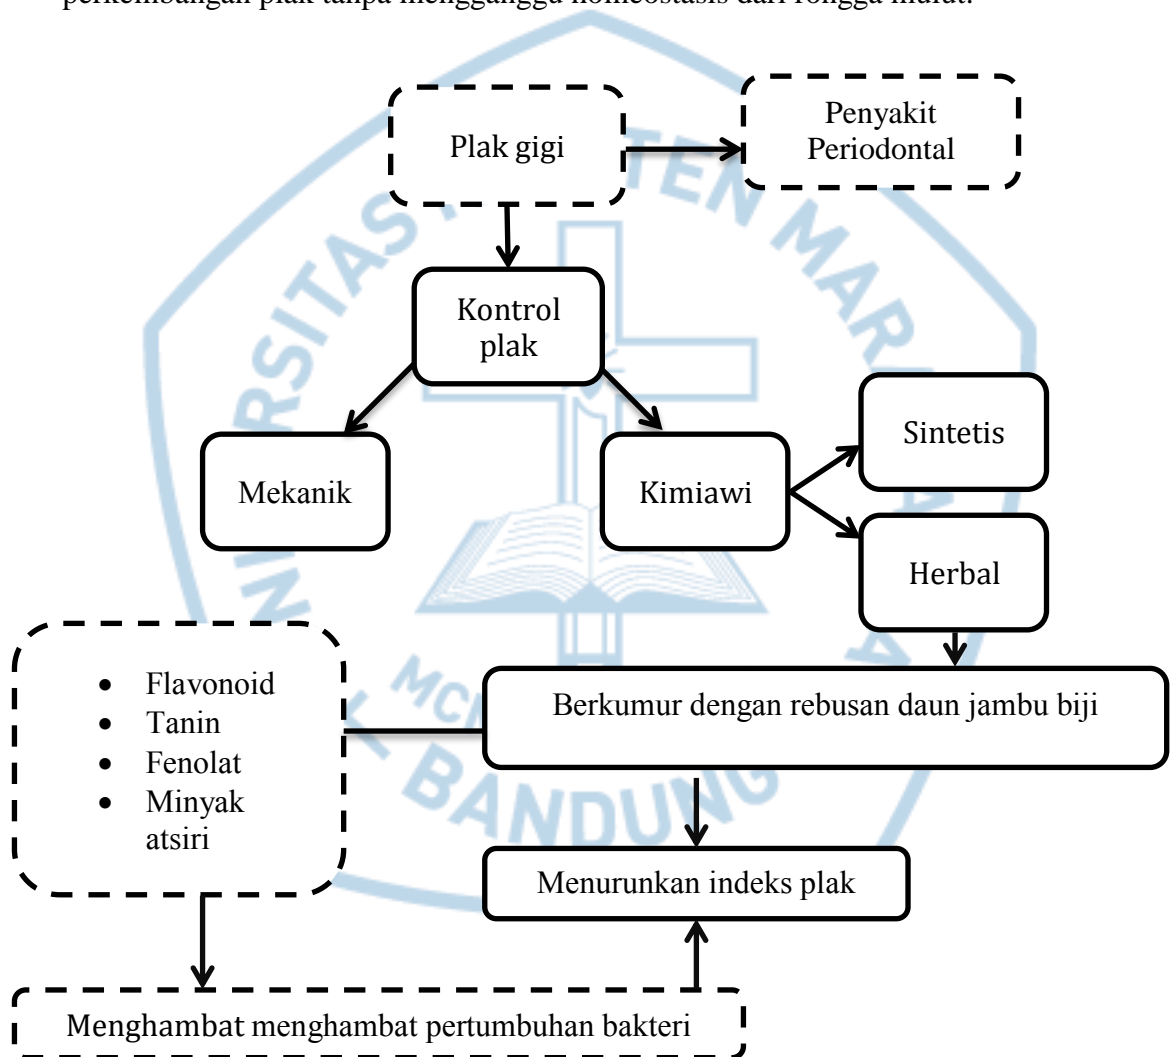 perkembangan plak tanpa mengganggu homeostasis dari rongga mulut.
Plak gigi
Penyakit
Periodontal
Kontrol
plak
Mekanik
Kimiawi
Sintetis
Herbal
• Flavonoid
• Tanin
• Fenolat
• Minyak
atsiri
Berkumur dengan rebusan daun jambu biji
Menurunkan indeks plak
Menghambat menghambat pertumbuhan bakteri
BANDUNG